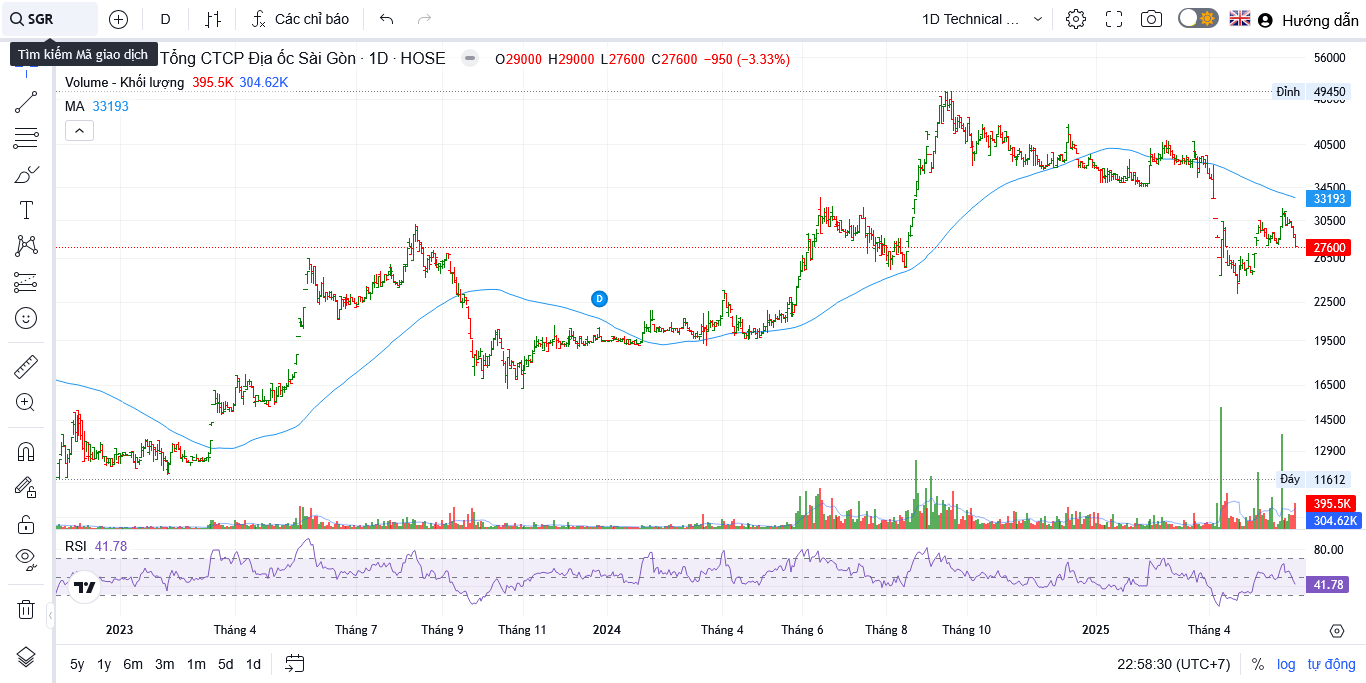 SGR D Các chỉ báo 1D Technical ... Hướng dẫn
Tìm kiếm Mã giao dịch
Tổng CTCP Địa ốc Sài Gòn · 1D · HOSE O29000 H29000 L27600 C27600 −950 (−3.33%)
56000
Volume - Khối lượng 395.5K 304.62K
Đỉnh 49450
MA 33193
40500
34500
33193
30500
27600
26500
D
22500
19500
16500
14500
12900
Đáy 11612
395.5K
304.62K
RSI 41.78
80.00
41.78
2023 Tháng 4 Tháng 7 Tháng 9 Tháng 11 2024 Tháng 4 Tháng 6 Tháng 8 Tháng 10 2025 Tháng 4
5y 1y 6m 3m 1m 5d 1d 22:58:30 (UTC+7) % log tự động